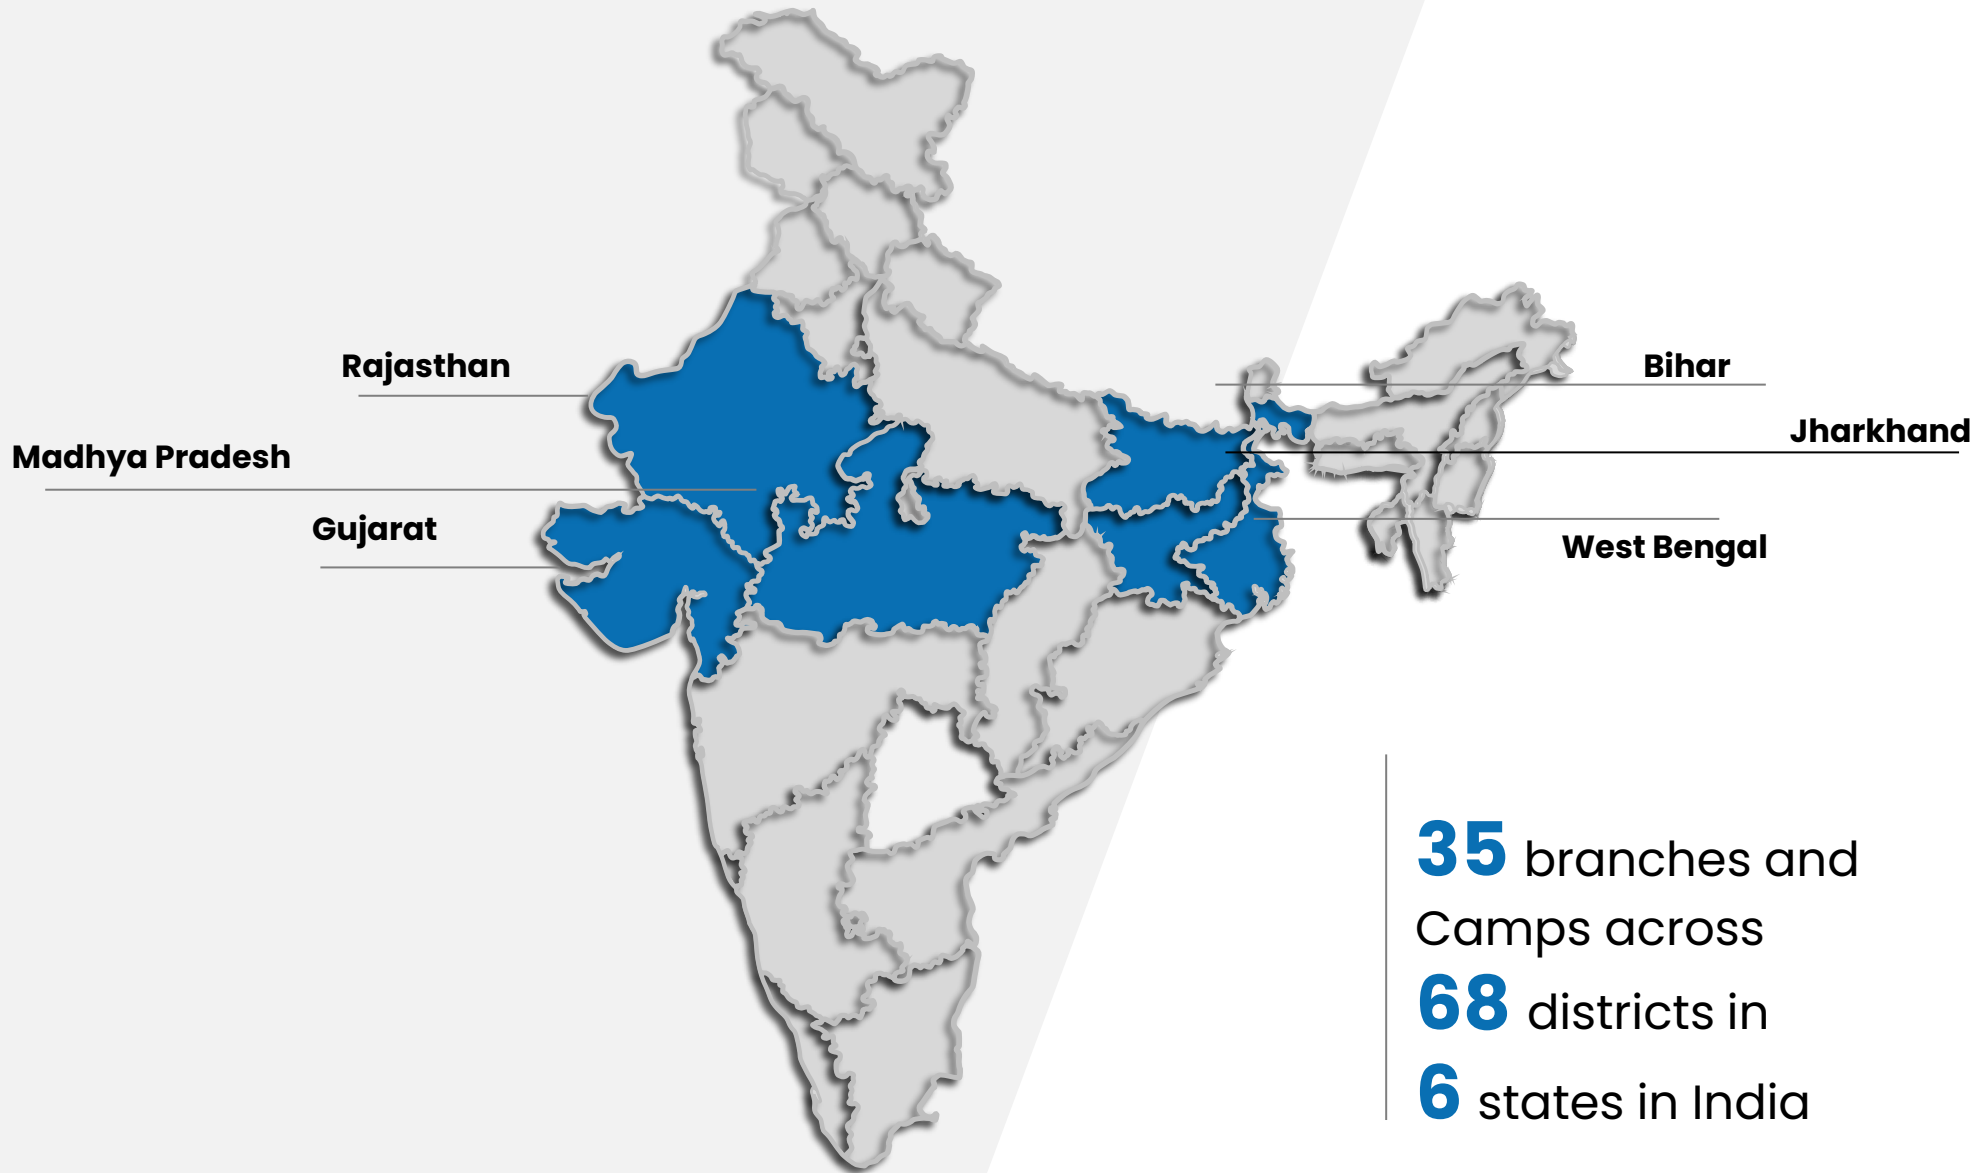 Rajasthan
Madhya Pradesh
Gujarat
Bihar
Jharkhand
West Bengal
35 branches and
Camps across
68 districts in
6 states in India